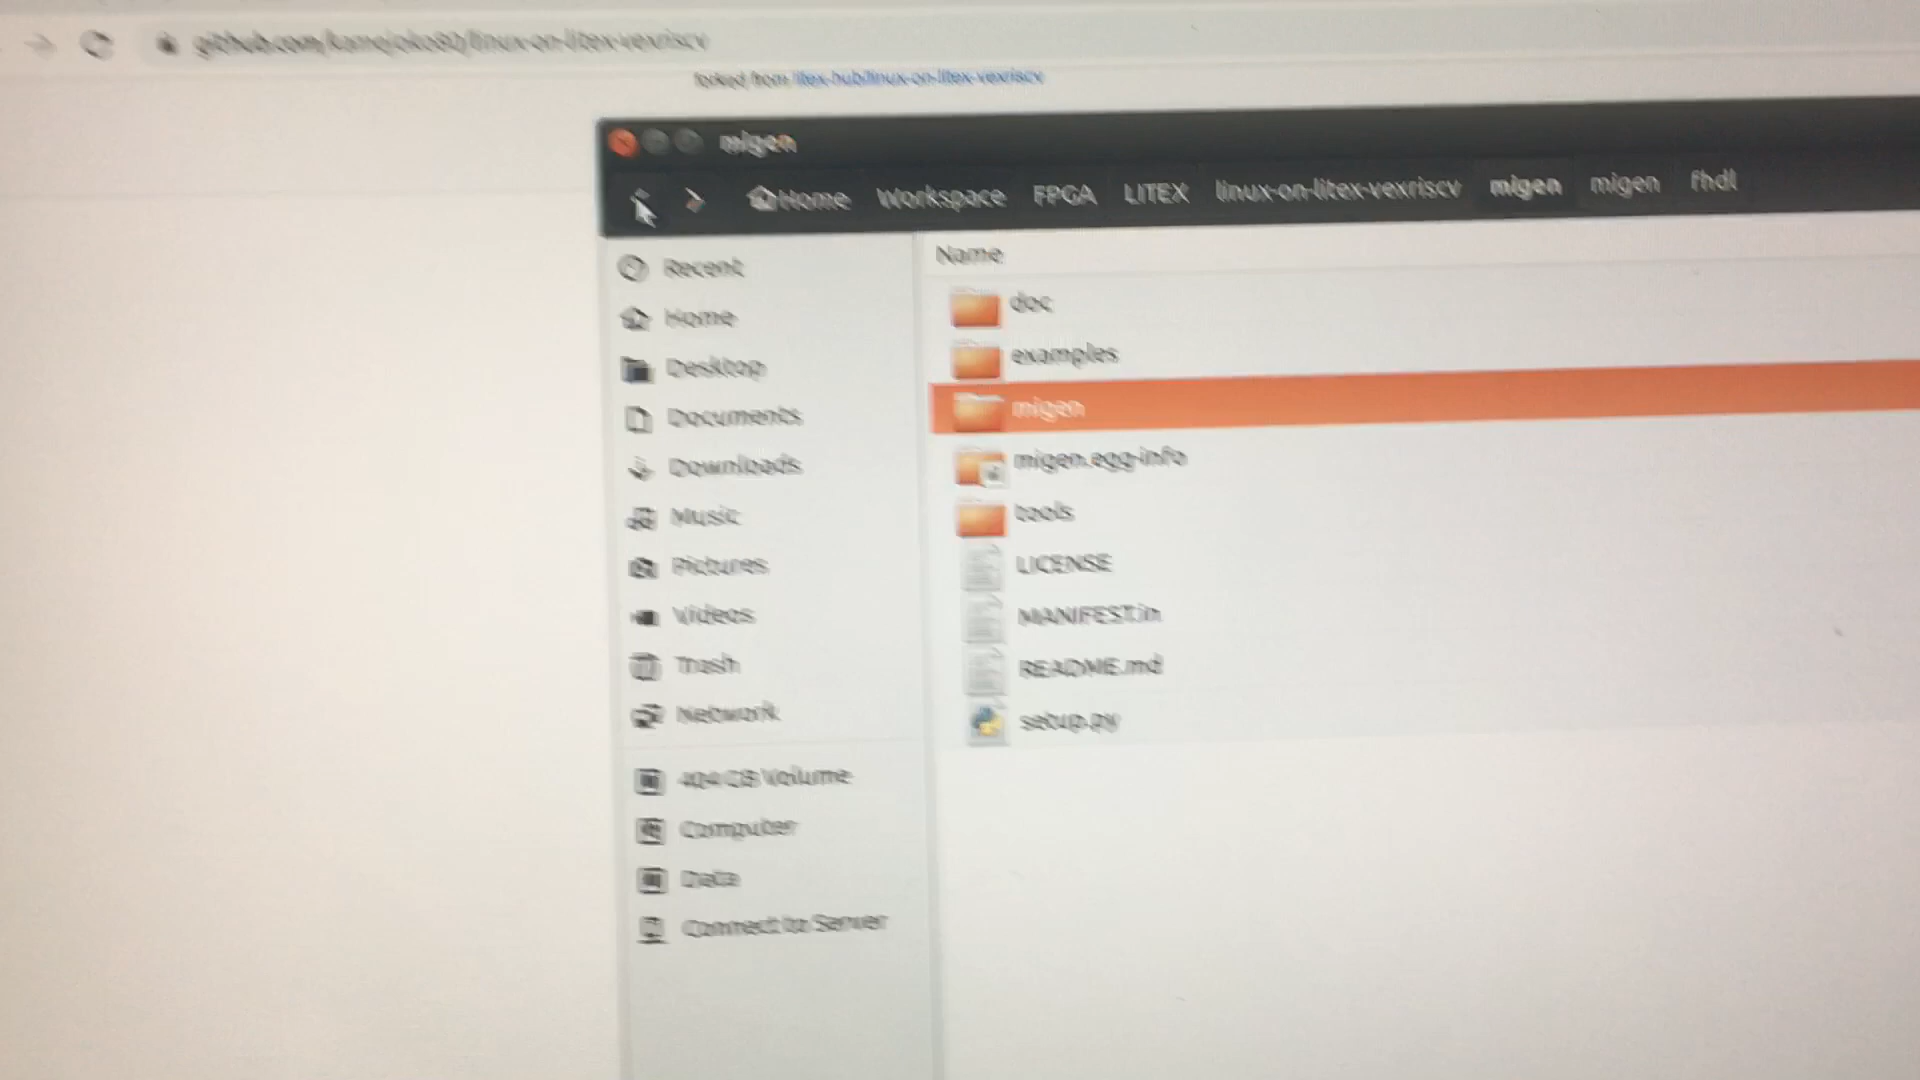 github.com/kamejoko80/linux-on-litex-vexriscv
forked from litex-hub/linux-on-litex-vexriscv
migen
Home Workspace FPGA LITEX linux-on-litex-vexriscv migen migen fhdl
Recent
Home
Desktop
Documents
Downloads
Music
Pictures
Videos
Trash
Network
404 GB Volume
Computer
Data
Connect to Server
Name
doc
examples
migen
migen.egg-info
tools
LICENSE
MANIFEST.in
README.md
setup.py